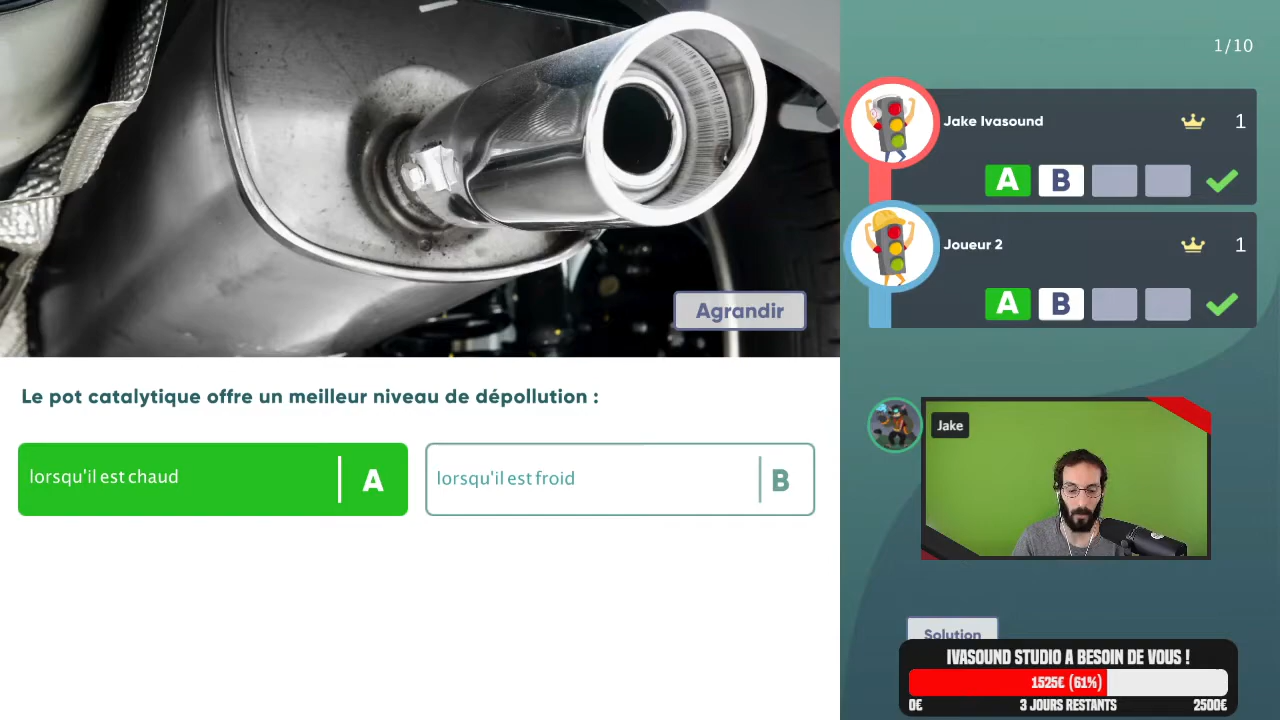 Agrandir
Le pot catalytique offre un meilleur niveau de dépollution :
lorsqu'il est chaud
A
lorsqu'il est froid
B
1/10
Jake Ivasound
1
A B
Joueur 2
1
A B
Jake
Solution
IVASOUND STUDIO A BESOIN DE VOUS !
1525€ (61%)
0€ 3 JOURS RESTANTS 2500€